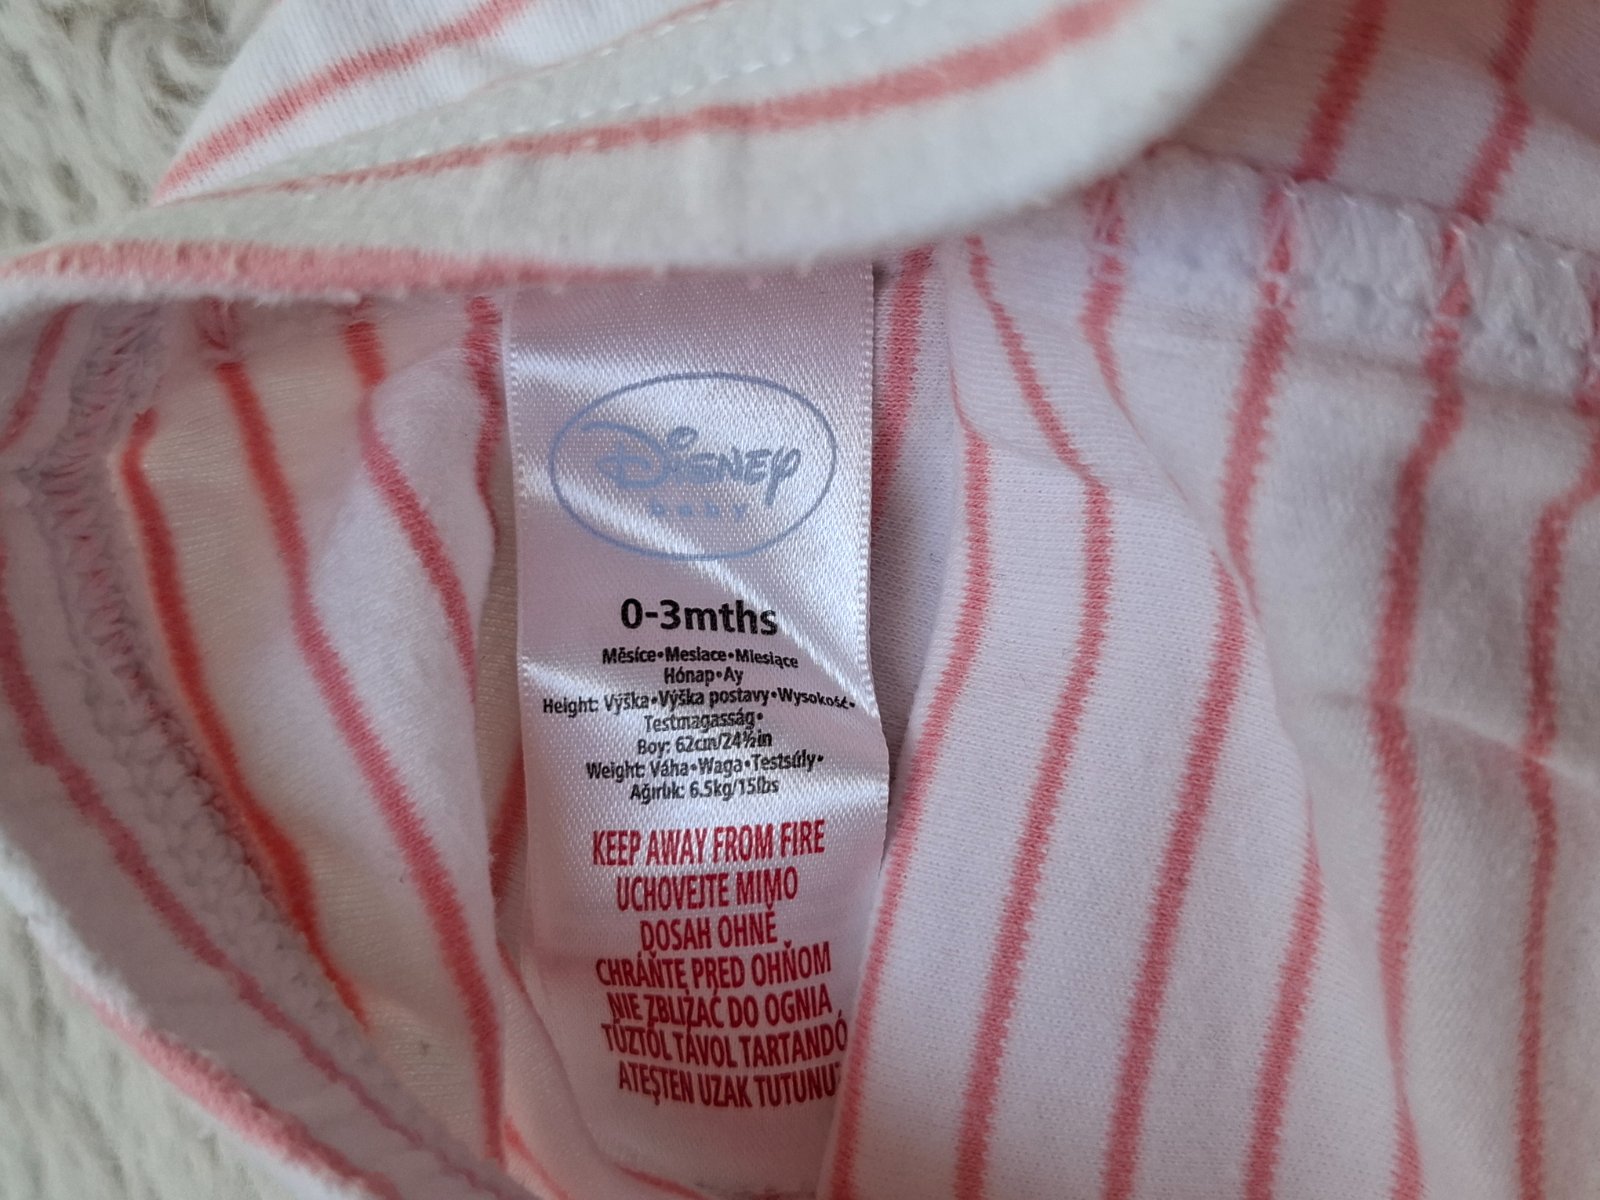 Disney
baby
0-3mths
Měsíce•Mesiace•Miesiące
Hónap•Ay
Height: Výška•Výška postavy•Wysokość•
Testmagasság•
Boy: 62cm/24½in
Weight: Váha•Waga•Testsúly•
Ağırlık: 6.5kg/15lbs
KEEP AWAY FROM FIRE
UCHOVEJTE MIMO
DOSAH OHNĚ
CHRÁŇTE PRED OHŇOM
NIE ZBLIŻAĆ DO OGNIA
TŰZTŐL TÁVOL TARTANDÓ
ATEŞTEN UZAK TUTUNUZ